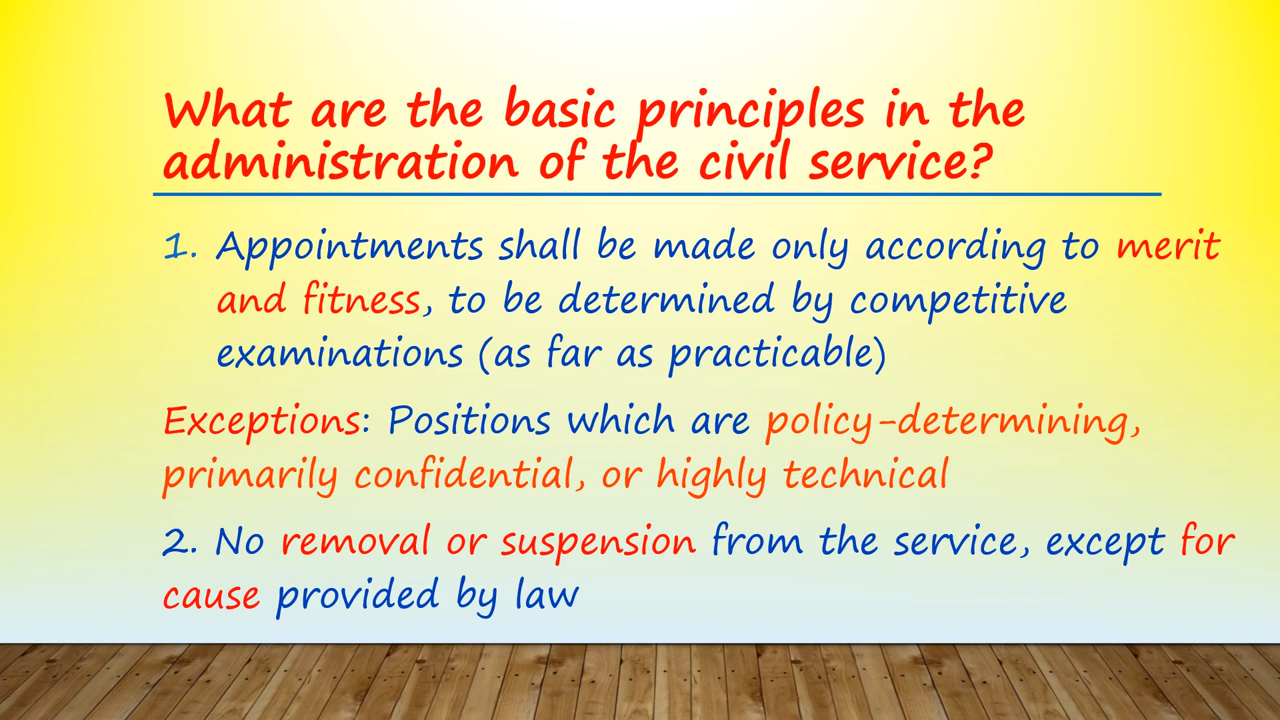 What are the basic principles in the
administration of the civil service?
1. Appointments shall be made only according to merit
and fitness, to be determined by competitive
examinations (as far as practicable)
Exceptions: Positions which are policy-determining,
primarily confidential, or highly technical
2. No removal or suspension from the service, except for
cause provided by law